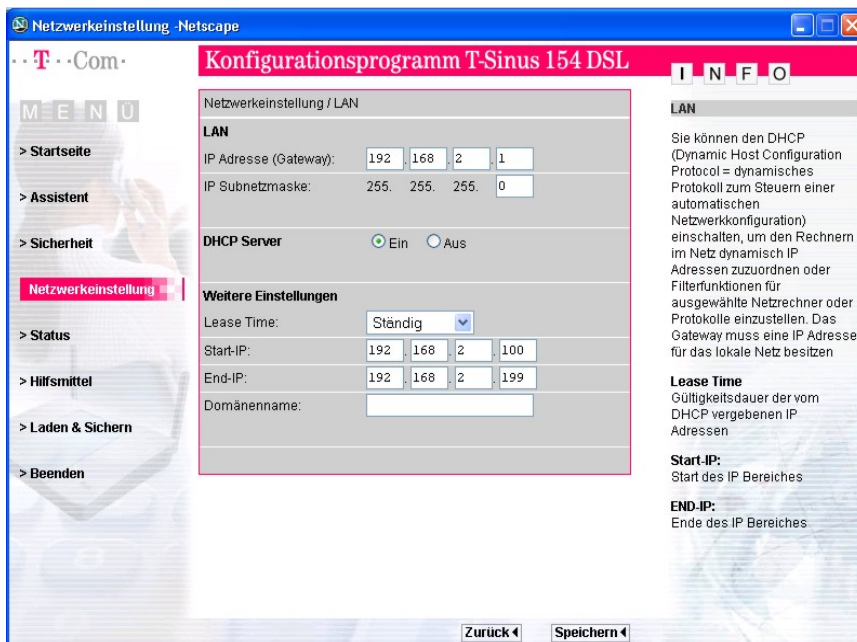 Netzwerkeinstellung -Netscape
··T··Com·
Konfigurationsprogramm T-Sinus 154 DSL
MENÜ
> Startseite
> Assistent
> Sicherheit
Netzwerkeinstellung
> Status
> Hilfsmittel
> Laden & Sichern
> Beenden
Netzwerkeinstellung / LAN
LAN
IP Adresse (Gateway): 192 . 168 . 2 . 1
IP Subnetzmaske: 255. 255. 255. 0
DHCP Server Ein Aus
Weitere Einstellungen
Lease Time: Ständig
Start-IP: 192 . 168 . 2 . 100
End-IP: 192 . 168 . 2 . 199
Domänenname:
Zurück
Speichern
INFO
LAN
Sie können den DHCP
(Dynamic Host Configuration
Protocol = dynamisches
Protokoll zum Steuern einer
automatischen
Netzwerkkonfiguration)
einschalten, um den Rechnern
im Netz dynamisch IP
Adressen zuzuordnen oder
Filterfunktionen für
ausgewählte Netzrechner oder
Protokolle einzustellen. Das
Gateway muss eine IP Adresse
für das lokale Netz besitzen
Lease Time
Gültigkeitsdauer der vom
DHCP vergebenen IP
Adressen
Start-IP:
Start des IP Bereiches
END-IP:
Ende des IP Bereiches